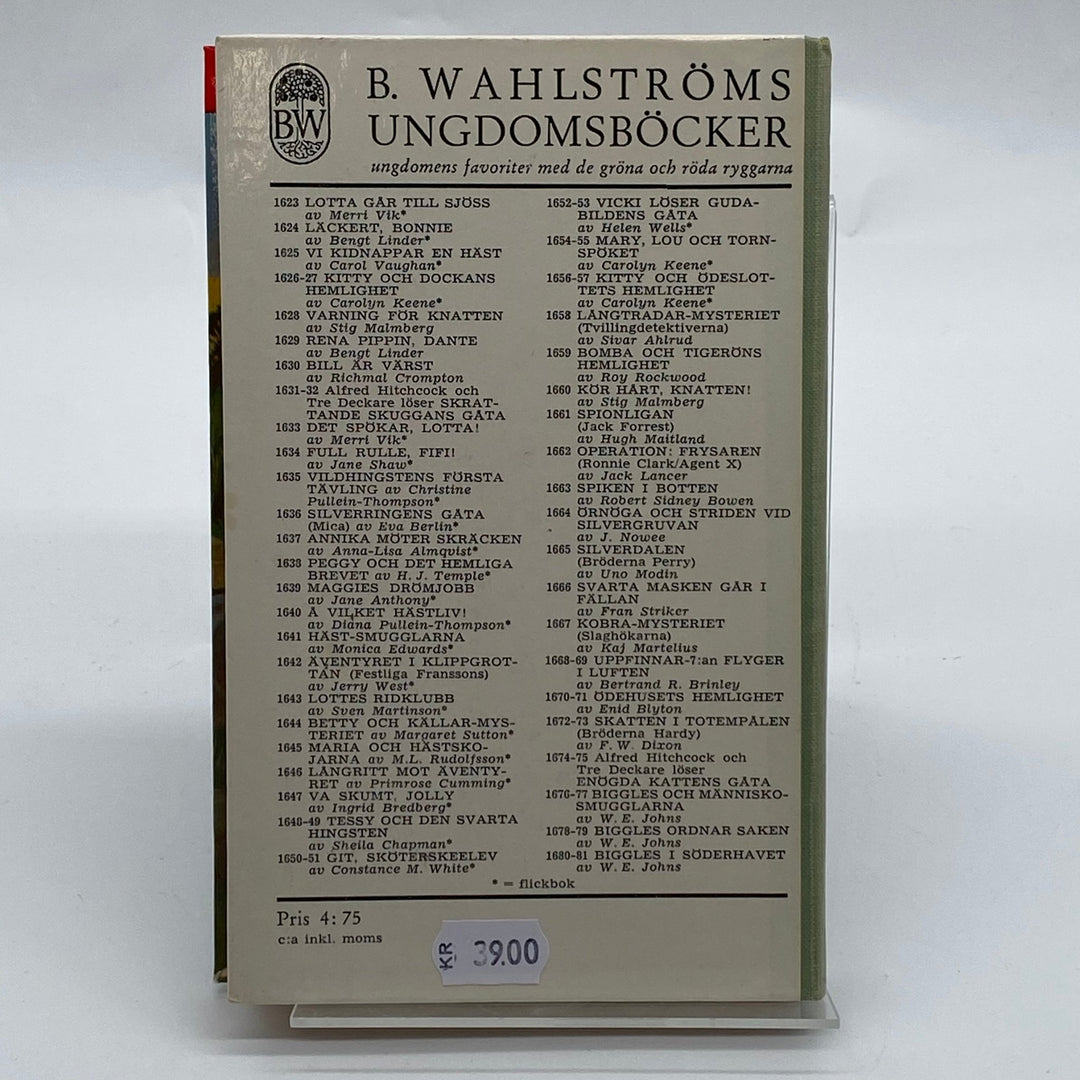 BW
B. WAHLSTRÖMS
UNGDOMSBÖCKER
ungdomens favoriter med de gröna och röda ryggarna
1623 LOTTA GÅR TILL SJÖSS
av Merri Vik*
1624 LÄCKERT, BONNIE
av Bengt Linder*
1625 VI KIDNAPPAR EN HÄST
av Carol Vaughan*
1626-27 KITTY OCH DOCKANS
HEMLIGHET
av Carolyn Keene*
1628 VARNING FÖR KNATTEN
av Stig Malmberg
1629 RENA PIPPIN, DANTE
av Bengt Linder
1630 BILL ÄR VÄRST
av Richmal Crompton
1631-32 Alfred Hitchcock och
Tre Deckare löser SKRAT-
TANDE SKUGGANS GÅTA
1633 DET SPÖKAR, LOTTA!
av Merri Vik*
1634 FULL RULLE, FIFI!
av Jane Shaw*
1635 VILDHINGSTENS FÖRSTA
TÄVLING av Christine
Pullein-Thompson*
1636 SILVERRINGENS GÅTA
(Mica) av Eva Berlin*
1637 ANNIKA MÖTER SKRÄCKEN
av Anna-Lisa Almqvist*
1638 PEGGY OCH DET HEMLIGA
BREVET av H. J. Temple*
1639 MAGGIES DRÖMJOBB
av Jane Anthony*
1640 Å VILKET HÄSTLIV!
av Diana Pullein-Thompson*
1641 HÄST-SMUGGLARNA
av Monica Edwards*
1642 ÄVENTYRET I KLIPPGROT-
TAN (Festliga Franssons)
av Jerry West*
1643 LOTTES RIDKLUBB
av Sven Martinson*
1644 BETTY OCH KÄLLAR-MYS-
TERIET av Margaret Sutton*
1645 MARIA OCH HÄSTSKO-
JARNA av M.L. Rudolfsson*
1646 LÅNGRITT MOT ÄVENTY-
RET av Primrose Cumming*
1647 VA SKUMT, JOLLY
av Ingrid Bredberg*
1648-49 TESSY OCH DEN SVARTA
HINGSTEN
av Sheila Chapman*
1650-51 GIT, SKÖTERSKEELEV
av Constance M. White*
1652-53 VICKI LÖSER GUDA-
BILDENS GÅTA
av Helen Wells*
1654-55 MARY, LOU OCH TORN-
SPÖKET
av Carolyn Keene*
1656-57 KITTY OCH ÖDESLOT-
TETS HEMLIGHET
av Carolyn Keene*
1658 LÅNGTRADAR-MYSTERIET
(Tvillingdetektiverna)
av Sivar Ahlrud
1659 BOMBA OCH TIGERÖNS
HEMLIGHET
av Roy Rockwood
1660 KÖR HÅRT, KNATTEN!
av Stig Malmberg
1661 SPIONLIGAN
(Jack Forrest)
av Hugh Maitland
1662 OPERATION: FRYSAREN
(Ronnie Clark/Agent X)
av Jack Lancer
1663 SPIKEN I BOTTEN
av Robert Sidney Bowen
1664 ÖRNÖGA OCH STRIDEN VID
SILVERGRUVAN
av J. Nowee
1665 SILVERDALEN
(Bröderna Perry)
av Uno Modin
1666 SVARTA MASKEN GÅR I
FÄLLAN
av Fran Striker
1667 KOBRA-MYSTERIET
(Slaghökarna)
av Kaj Martelius
1668-69 UPPFINNAR-7:an FLYGER
I LUFTEN
av Bertrand R. Brinley
1670-71 ÖDEHUSETS HEMLIGHET
av Enid Blyton
1672-73 SKATTEN I TOTEMPÅLEN
(Bröderna Hardy)
av F. W. Dixon
1674-75 Alfred Hitchcock och
Tre Deckare löser
ENÖGDA KATTENS GÅTA
1676-77 BIGGLES OCH MÄNNISKO-
SMUGGLARNA
av W. E. Johns
1678-79 BIGGLES ORDNAR SAKEN
av W. E. Johns
1680-81 BIGGLES I SÖDERHAVET
av W. E. Johns
* = flickbok
Pris 4: 75
c:a inkl. moms
KR 39.00